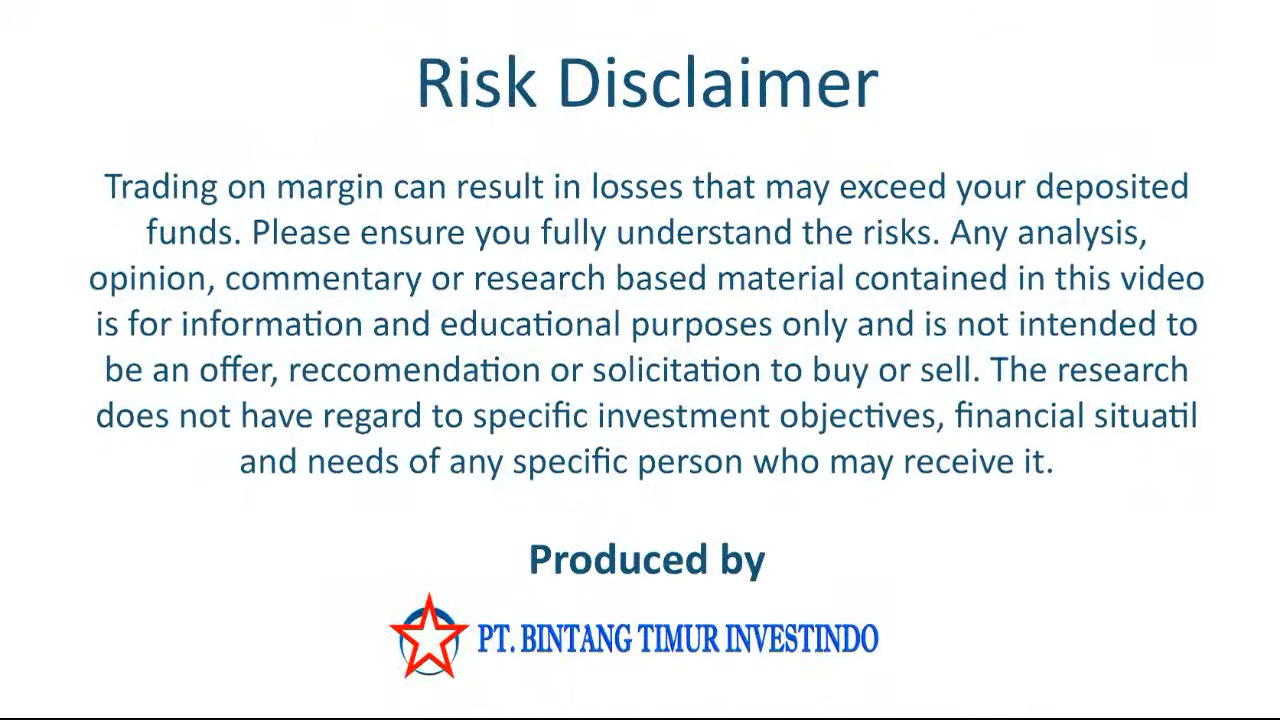 Risk Disclaimer
Trading on margin can result in losses that may exceed your deposited
funds. Please ensure you fully understand the risks. Any analysis,
opinion, commentary or research based material contained in this video
is for information and educational purposes only and is not intended to
be an offer, reccomendation or solicitation to buy or sell. The research
does not have regard to specific investment objectives, financial situatil
and needs of any specific person who may receive it.
Produced by
PT. BINTANG TIMUR INVESTINDO